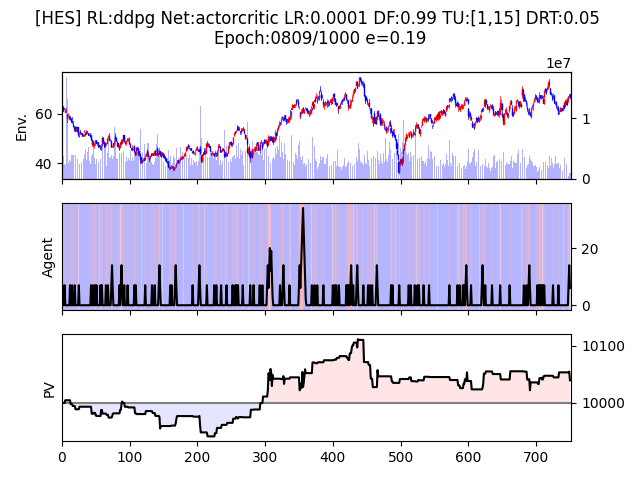 [HES] RL:ddpg Net:actorcritic LR:0.0001 DF:0.99 TU:[1,15] DRT:0.05
Epoch:0809/1000 e=0.19
1e7
Env.
60
40
1
0
Agent
20
0
PV
10100
10000
0 100 200 300 400 500 600 700